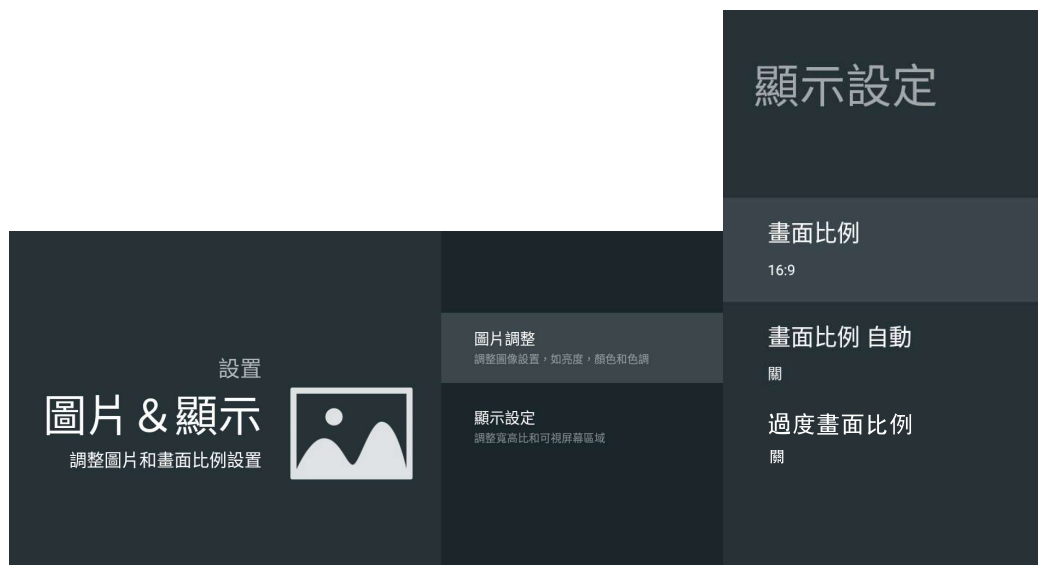 設置
圖片 & 顯示
調整圖片和畫面比例設置
圖片調整
調整圖像設置，如亮度，顏色和色調
顯示設定
調整寬高比和可視屏幕區域
顯示設定
畫面比例
16:9
畫面比例 自動
關
過度畫面比例
關